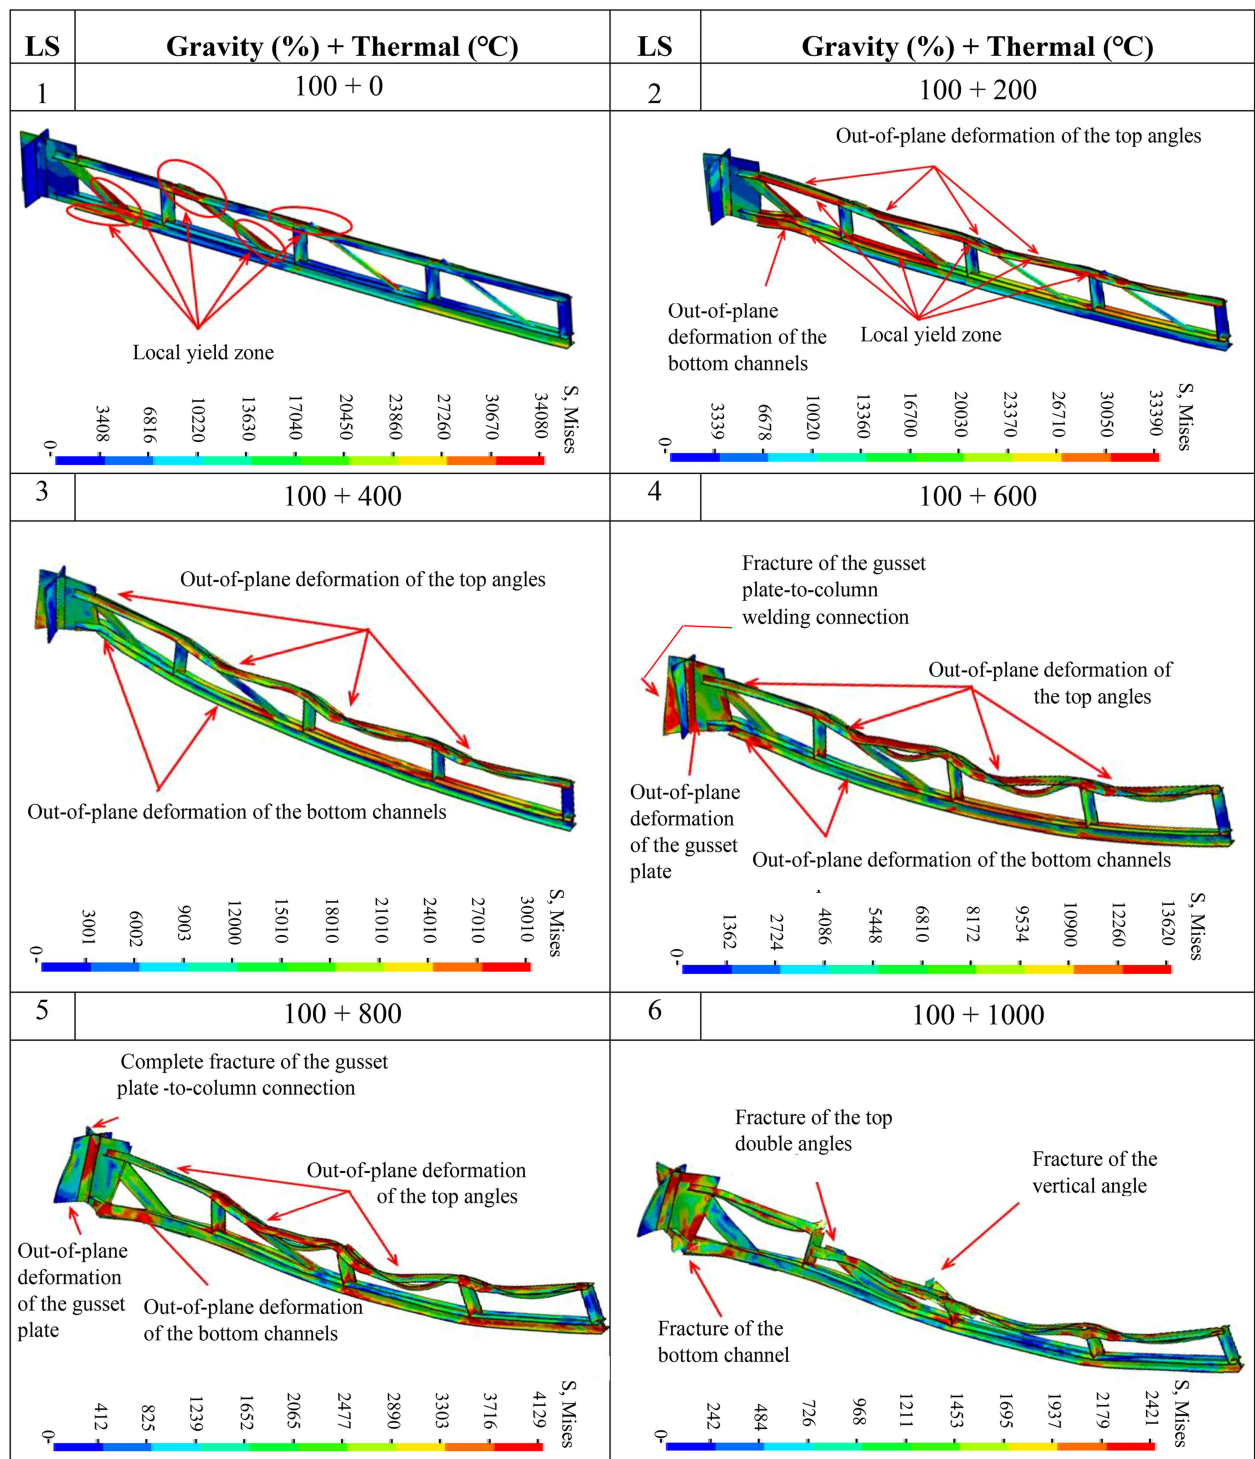 LS
Gravity (%) + Thermal (°C)
LS
Gravity (%) + Thermal (°C)
1
100 + 0
2
100 + 200
Local yield zone
S, Mises
0
3408
6816
10220
13630
17040
20450
23860
27260
30670
34080
Out-of-plane deformation of the top angles
Out-of-plane
deformation of the
bottom channels
Local yield zone
S, Mises
0
3339
6678
10020
13360
16700
20030
23370
26710
30050
33390
3
100 + 400
4
100 + 600
Out-of-plane deformation of the top angles
Out-of-plane deformation of the bottom channels
S, Mises
0
3001
6002
9003
12000
15010
18010
21010
24010
27010
30010
Fracture of the gusset
plate-to-column
welding connection
Out-of-plane deformation of
the top angles
Out-of-plane
deformation
of the gusset
plate
Out-of-plane deformation of the bottom channels
S, Mises
0
1362
2724
4086
5448
6810
8172
9534
10900
12260
13620
5
100 + 800
6
100 + 1000
Complete fracture of the gusset
plate -to-column connection
Out-of-plane deformation
of the top angles
Out-of-plane
deformation
of the gusset
plate
Out-of-plane deformation
of the bottom channels
S, Mises
0
412
825
1239
1652
2065
2477
2890
3303
3716
4129
Fracture of the top
double angles
Fracture of the
vertical angle
Fracture of the
bottom channel
S, Mises
0
242
484
726
968
1211
1453
1695
1937
2179
2421